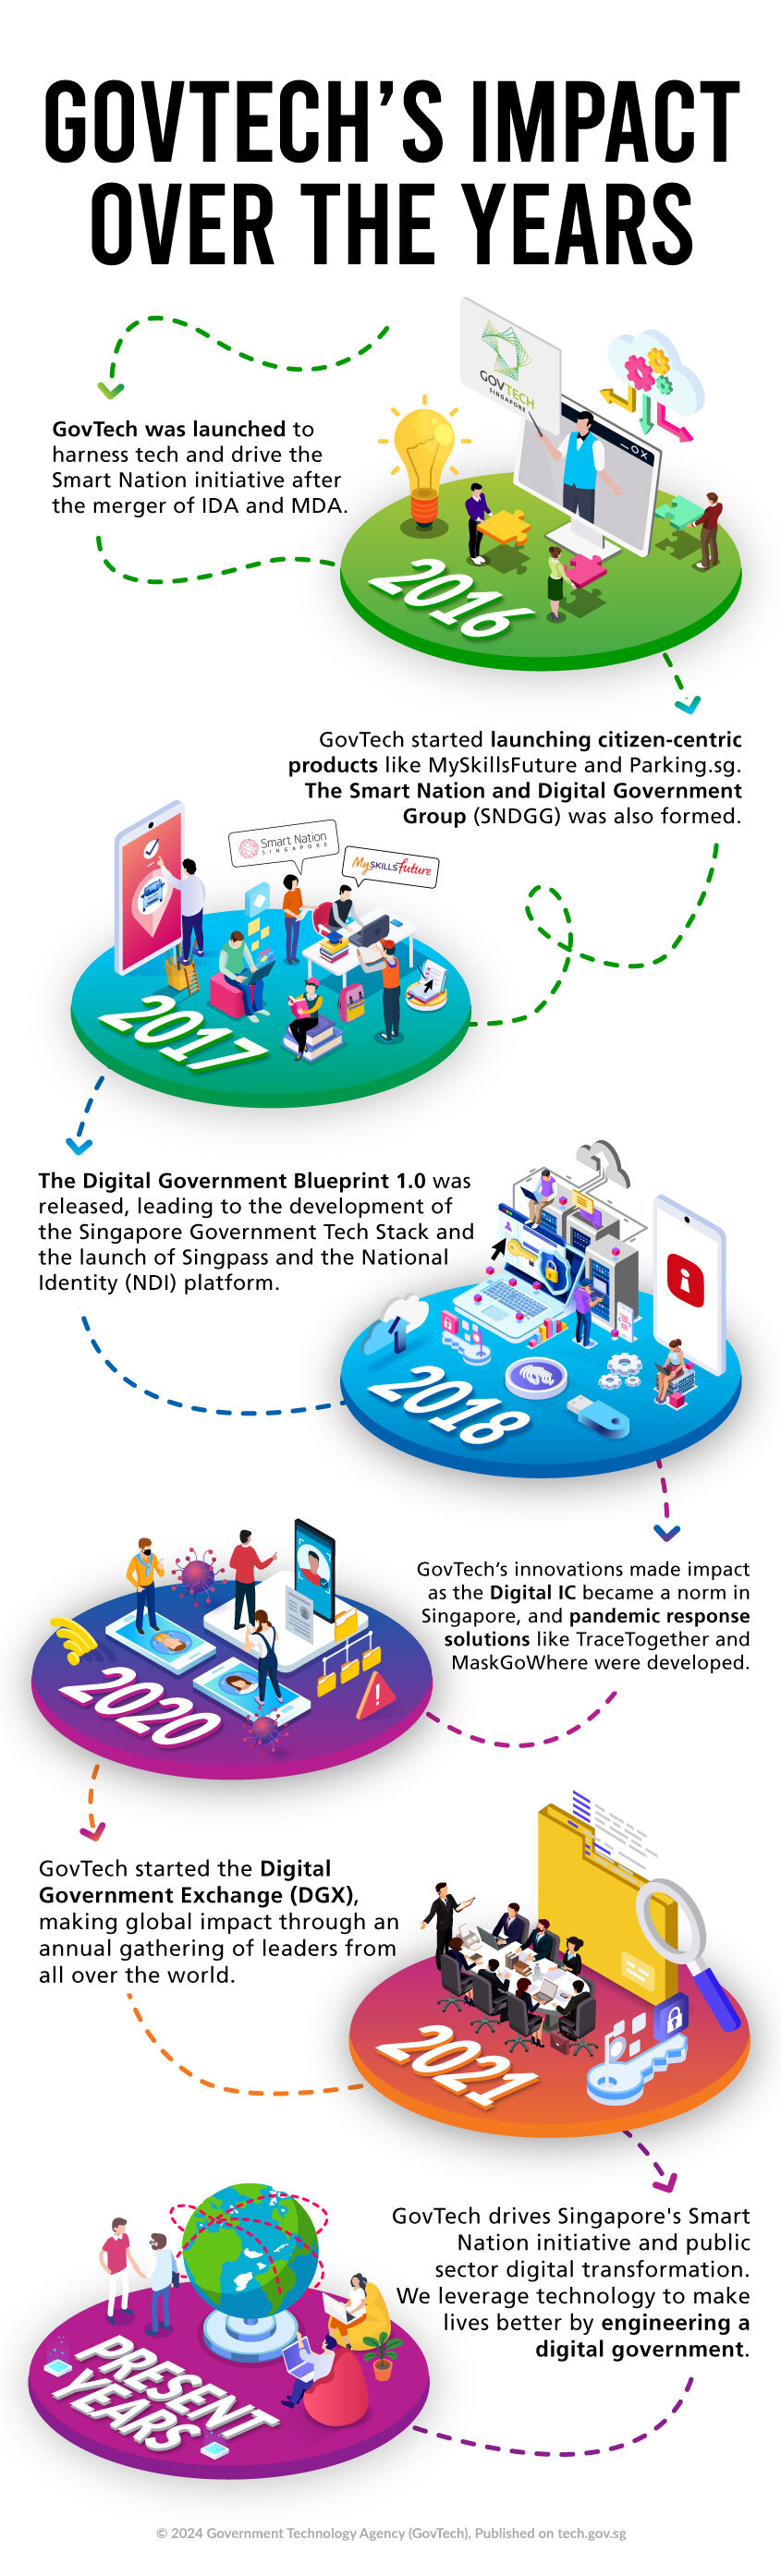 GOVTECH'S IMPACT
OVER THE YEARS
GOVTECH
SINGAPORE
GovTech was launched to
harness tech and drive the
Smart Nation initiative after
the merger of IDA and MDA.
2016
GovTech started launching citizen-centric
products like MySkillsFuture and Parking.sg.
The Smart Nation and Digital Government
Group (SNDGG) was also formed.
Smart Nation
SINGAPORE
MySKILLSfuture
2017
The Digital Government Blueprint 1.0 was
released, leading to the development of
the Singapore Government Tech Stack and
the launch of Singpass and the National
Identity (NDI) platform.
2018
GovTech's innovations made impact
as the Digital IC became a norm in
Singapore, and pandemic response
solutions like TraceTogether and
MaskGoWhere were developed.
2020
GovTech started the Digital
Government Exchange (DGX),
making global impact through an
annual gathering of leaders from
all over the world.
2021
GovTech drives Singapore's Smart
Nation initiative and public
sector digital transformation.
We leverage technology to make
lives better by engineering a
digital government.
PRESENT
YEARS
© 2024 Government Technology Agency (GovTech), Published on tech.gov.sg